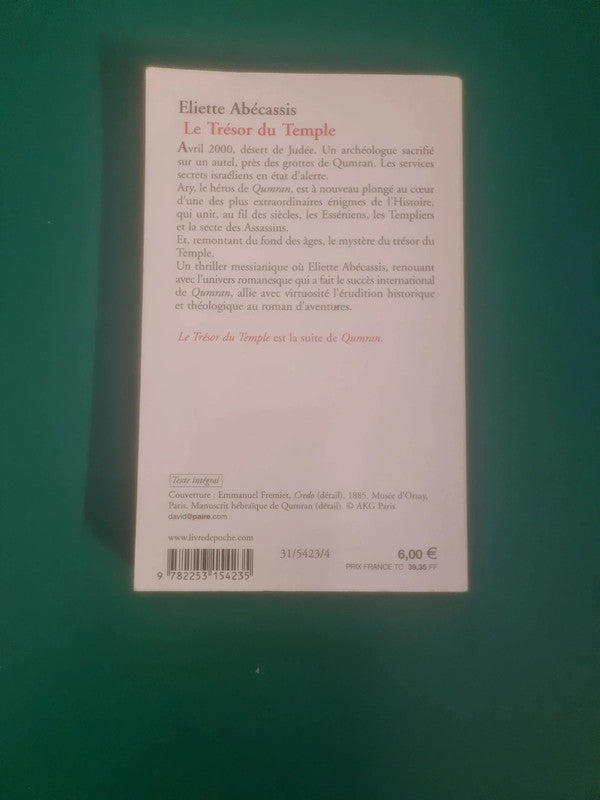 Eliette Abécassis
Le Trésor du Temple
Avril 2000, désert de Judée. Un archéologue sacrifié
sur un autel, près des grottes de Qumran. Les services
secrets israéliens en état d'alerte.
Ary, le héros de Qumran, est à nouveau plongé au cœur
d'une des plus extraordinaires énigmes de l'Histoire,
qui unit, au fil des siècles, les Esséniens, les Templiers
et la secte des Assassins.
Et, remontant du fond des âges, le mystère du trésor du
Temple.
Un thriller messianique où Eliette Abécassis, renouant
avec l'univers romanesque qui a fait le succès international
de Qumran, allie avec virtuosité l'érudition historique
et théologique au roman d'aventures.
Le Trésor du Temple est la suite de Qumran.
Texte intégral
Couverture : Emmanuel Fremiet, Credo (détail), 1885, Musée d'Orsay,
Paris. Manuscrit hébraïque de Qumran (détail). © AKG Paris.
david@paire.com
www.livredepoche.com
31/5423/4
6,00 €
9 782253 154235
PRIX FRANCE TC 39,35 FF